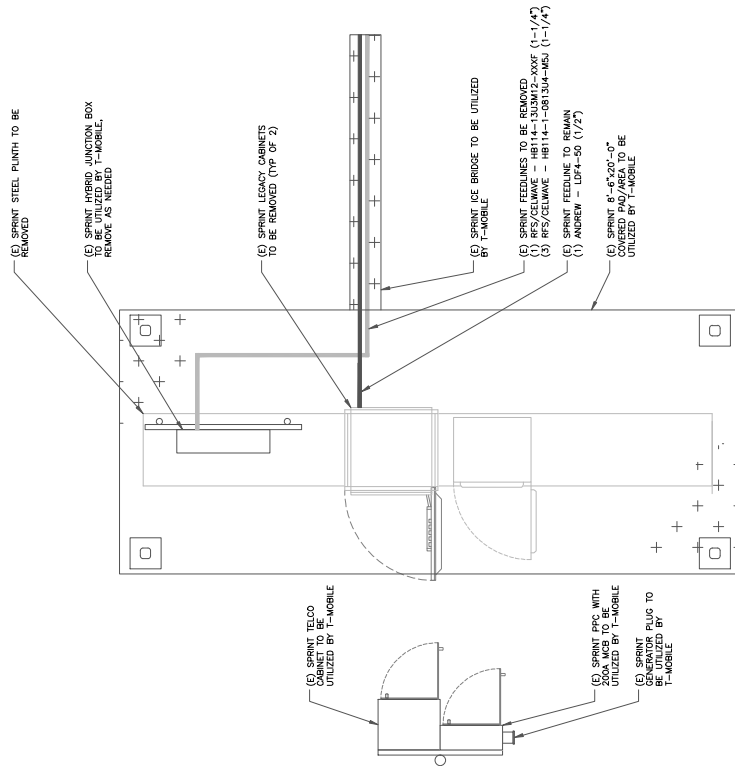 (E) SPRINT STEEL PLINTH TO BE
REMOVED
(E) SPRINT HYBRID JUNCTION BOX
TO BE UTILIZED BY T-MOBILE,
REMOVE AS NEEDED
(E) SPRINT LEGACY CABINETS
TO BE REMOVED (TYP OF 2)
(E) SPRINT ICE BRIDGE TO BE UTILIZED
BY T-MOBILE
(E) SPRINT FEEDLINES TO BE REMOVED
(1) RFS/CELWAVE - HB114-13U3M12-XXXF (1-1/4")
(3) RFS/CELWAVE - HB114-1-0813U4-M5J (1-1/4")
(E) SPRINT FEEDLINE TO REMAIN
(1) ANDREW - LDF4-50 (1/2")
(E) SPRINT 8'-6"x20'-0"
COVERED PAD/AREA TO BE
UTILIZED BY T-MOBILE
(E) SPRINT TELCO
CABINET TO BE
UTILIZED BY T-MOBILE
(E) SPRINT PPC WITH
200A MCB TO BE
UTILIZED BY T-MOBILE
(E) SPRINT
GENERATOR PLUG TO
BE UTILIZED BY
T-MOBILE